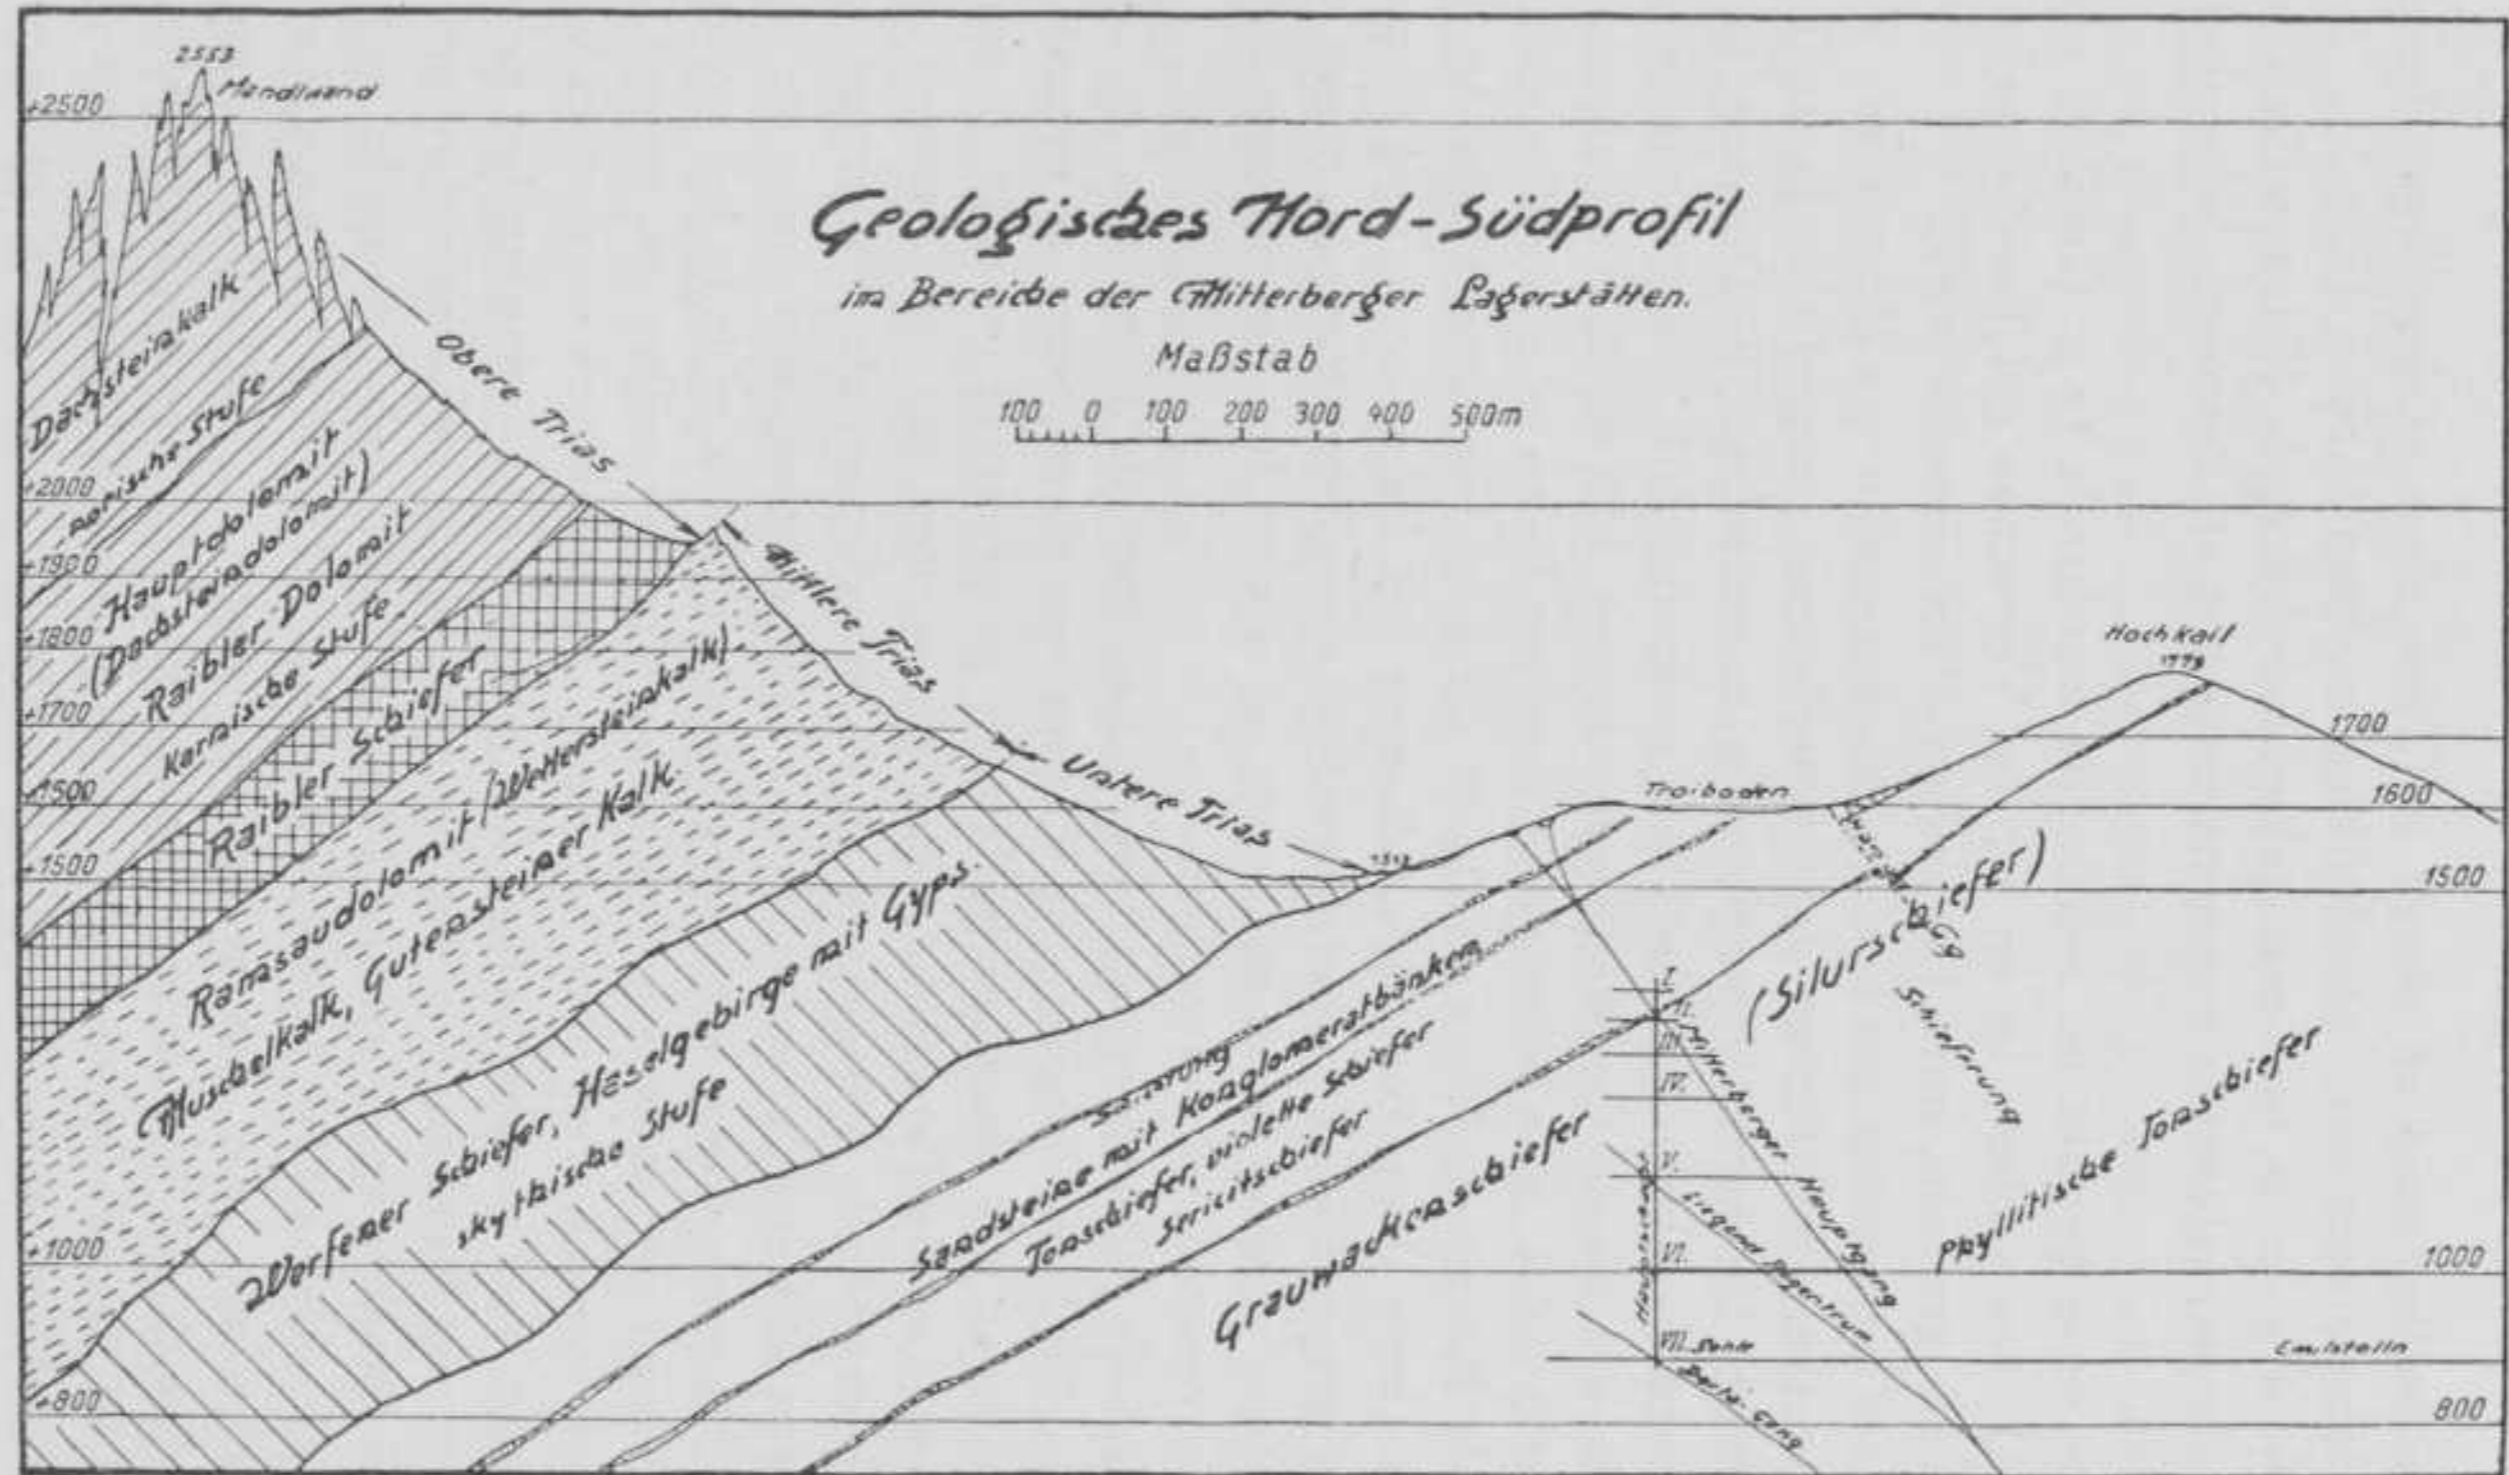 2553
Mandlwand
+2500
Geologisches Nord-Südprofil
im Bereiche der Mitterberger Lagerstätten.
Maßstab
100 0 100 200 300 400 500m
Obere Trias
Dachsteinkalk
norische Stufe
+2000
Hauptdolomit
(Dachsteindolomit)
+1900
Raibler Dolomit
+1800
Karnische Stufe
+1700
Raibler Schiefer
+1500
+1500
Mittlere Trias
Untere Trias
Ramsaudolomit (Wettersteinkalk)
Muschelkalk, Gutensteiner Kalk
Werfener Schiefer, Haselgebirge mit Gyps.
skythische Stufe
+1000
+800
Troiboden
Hochkail
1779
1700
1600
1500
(Silurschiefer)
Schieferung
Sandsteine mit Konglomeratbänken
Tonschiefer, violette Schiefer
Sericitschiefer
Grauwackenschiefer
Phyllitische Tonschiefer
I.
II.
III.
IV.
V.
VI.
VII. Sohle
Hauptschacht
Mitterberger Hauptgang
Liegend Gegentrum
Emilstolln
1000
800